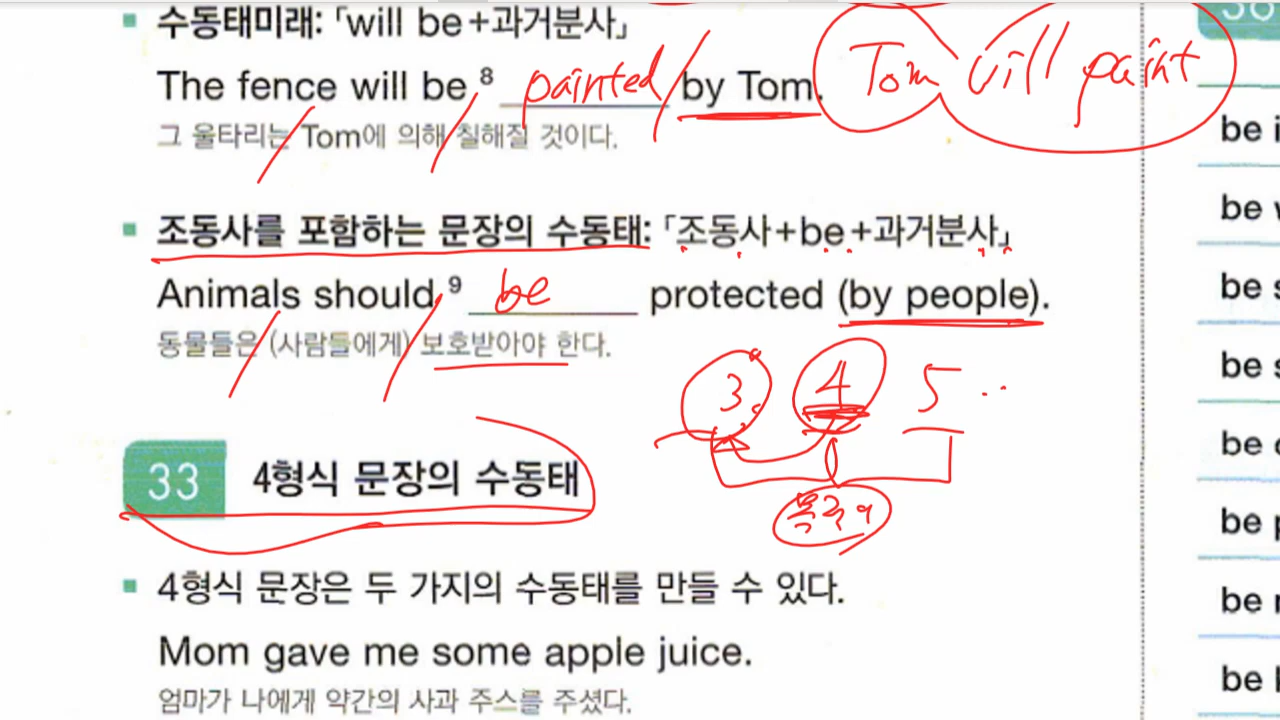 수동태미래: 「will be+과거분사」
The fence will be 8 painted by Tom. Tom will paint
그 울타리는 Tom에 의해 칠해질 것이다.
조동사를 포함하는 문장의 수동태: 「조동사+be+과거분사」
Animals should 9 be protected (by people).
동물들은 (사람들에게) 보호받아야 한다.
3. 4 5
33 4형식 문장의 수동태
목적어
4형식 문장은 두 가지의 수동태를 만들 수 있다.
Mom gave me some apple juice.
엄마가 나에게 약간의 사과 주스를 주셨다.
be
be
be
be
be
be
be
be